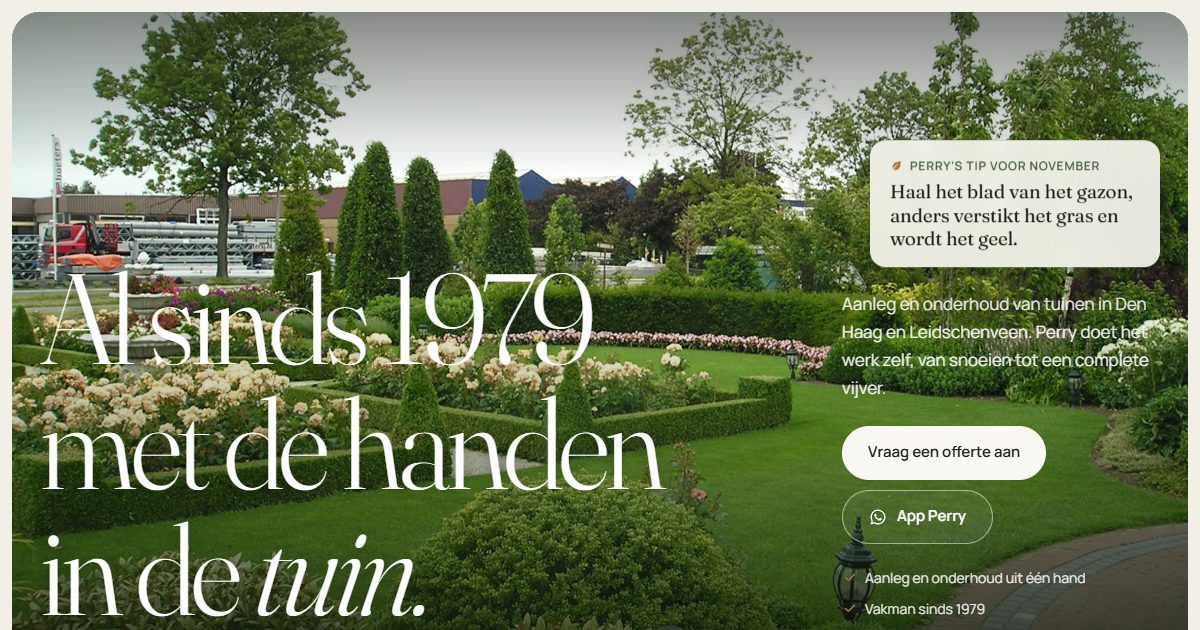 Al sinds 1979
met de handen
in de tuin.
PERRY'S TIP VOOR NOVEMBER
Haal het blad van het gazon,
anders verstikt het gras en
wordt het geel.
Aanleg en onderhoud van tuinen in Den
Haag en Leidschenveen. Perry doet het
werk zelf, van snoeien tot een complete
vijver.
Vraag een offerte aan
App Perry
Aanleg en onderhoud uit één hand
Vakman sinds 1979